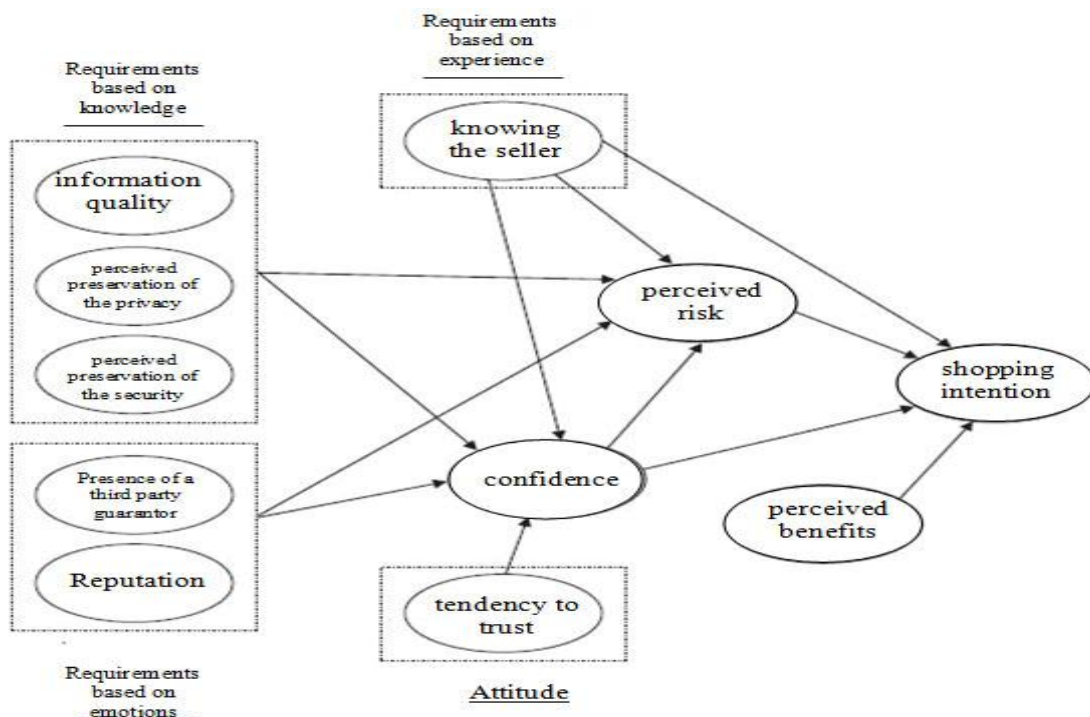 Requirements
based on
knowledge
information
quality
perceived
preservation of
the privacy
perceived
preservation of
the security
Presence of a
third party
guarantor
Reputation
Requirements
based on
emotions
Requirements
based on
experience
knowing
the seller
perceived
risk
confidence
tendency to
trust
Attitude
shopping
intention
perceived
benefits